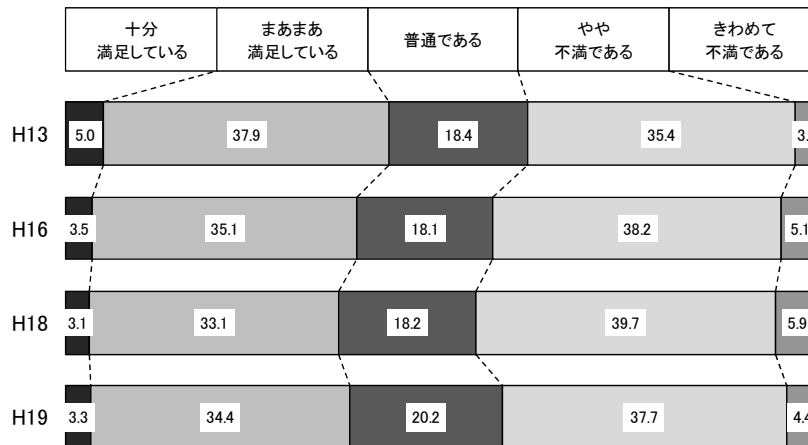 十分
満足している
まあまあ
満足している
普通である
やや
不満である
きわめて
不満である
H13 5.0 37.9 18.4 35.4 3.
H16 3.5 35.1 18.1 38.2 5.1
H18 3.1 33.1 18.2 39.7 5.9
H19 3.3 34.4 20.2 37.7 4.4